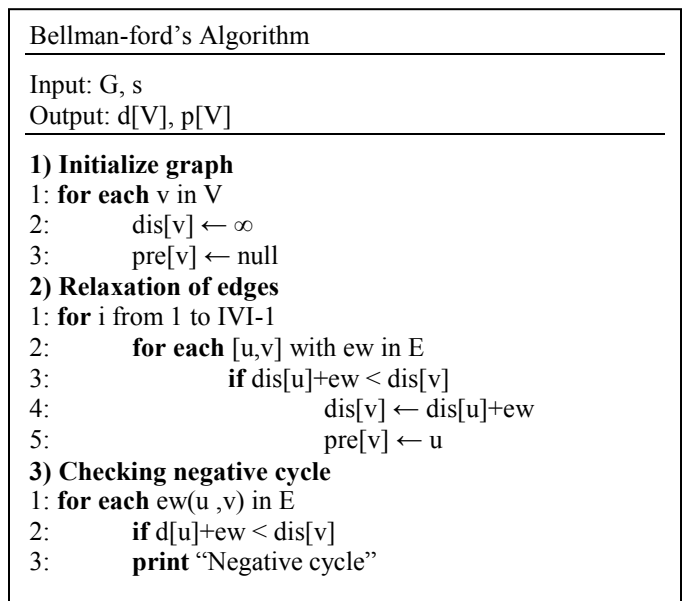 Bellman-ford’s Algorithm
Input: G, s
Output: d[V], p[V]
1) Initialize graph
1: for each v in V
2: dis[v] ← ∞
3: pre[v] ← null
2) Relaxation of edges
1: for i from 1 to IVI-1
2: for each [u,v] with ew in E
3: if dis[u]+ew < dis[v]
4: dis[v] ← dis[u]+ew
5: pre[v] ← u
3) Checking negative cycle
1: for each ew(u ,v) in E
2: if d[u]+ew < dis[v]
3: print “Negative cycle”